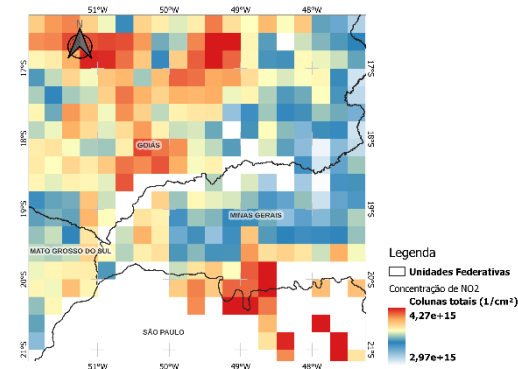 N
51°W 50°W 49°W 48°W
17°S 17°S
18°S 18°S
GOIÁS
19°S 19°S
MINAS GERAIS
MATO GROSSO DO SUL
20°S 20°S
SÃO PAULO
21°S 21°S
51°W 50°W 49°W 48°W
Legenda
Unidades Federativas
Concentração de NO2
Colunas totais (1/cm²)
4,27e+15
2,97e+15